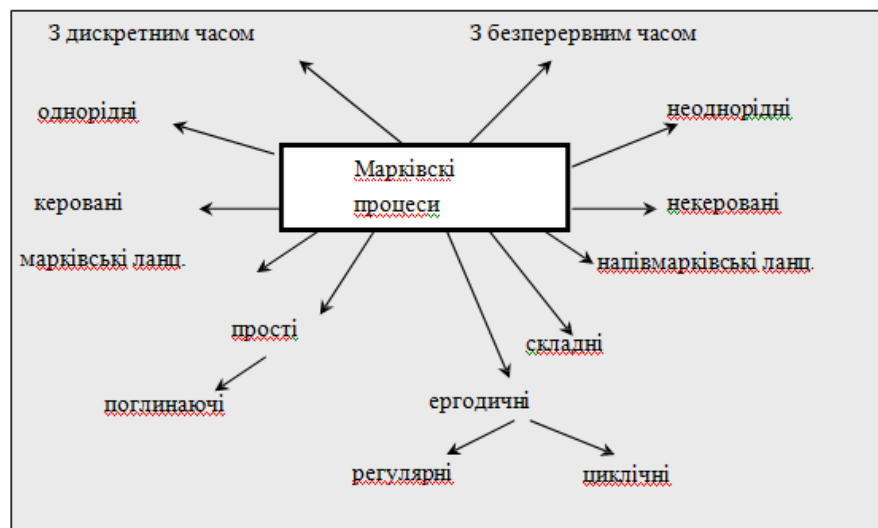 З дискретним часом
З безперервним часом
однорідні
неоднорідні
Марківскі
процеси
керовані
некеровані
марківські ланц.
напівмарківські ланц.
прості
складні
поглинаючі
ергодичні
регулярні
циклічні